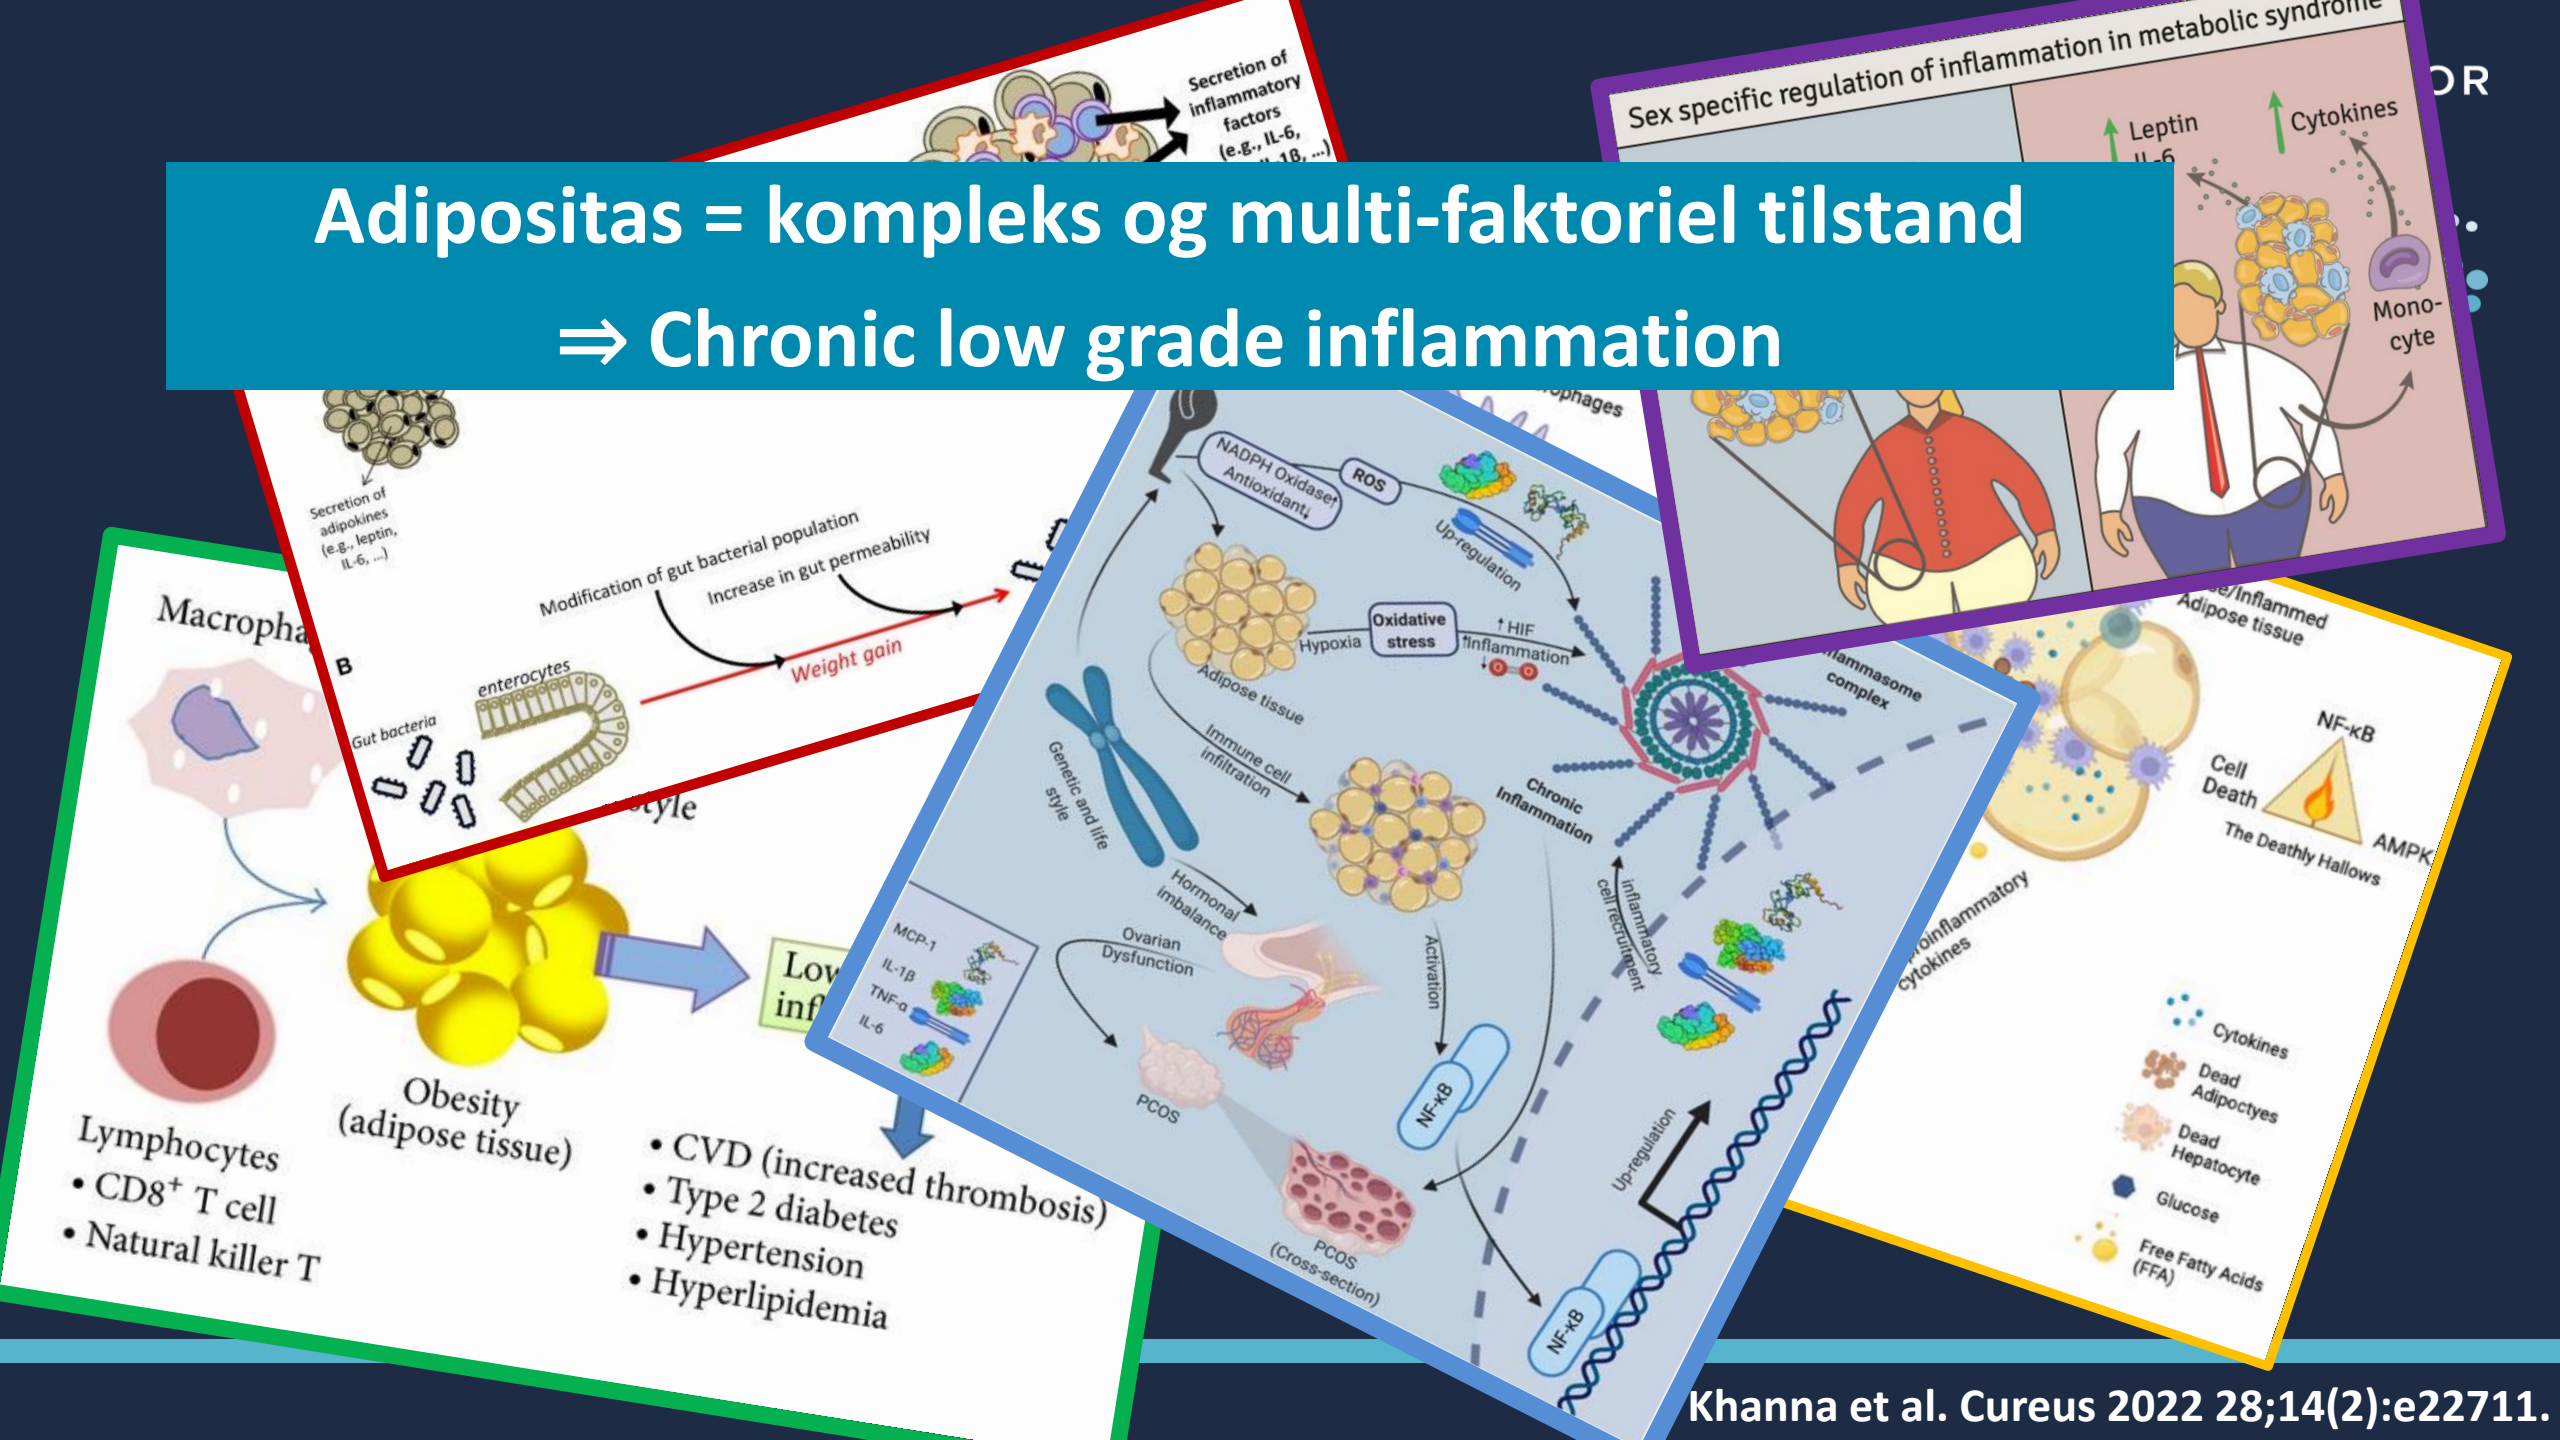 Secretion of
inflammatory
factors
(e.g., IL-6,
Sex specific regulation of inflammation in metabolic syndrome
Leptin
IL-6
Cytokines
Mono-
cyte
Adipositas = kompleks og multi-faktoriel tilstand
⇒ Chronic low grade inflammation
Secretion of
adipokines
(e.g., leptin,
IL-6, ...)
Modification of gut bacterial population
Increase in gut permeability
Weight gain
B
enterocytes
Gut bacteria
NADPH Oxidase↑
Antioxidant↓
ROS
Up-regulation
Hypoxia
Oxidative
stress
↑HIF
↑Inflammation
Adipose tissue
Immune cell
infiltration
Genetic and life
style
Chronic
Inflammation
complex
Hormonal
imbalance
Ovarian
Dysfunction
Activation
inflammatory
cell recruitment
MCP-1
IL-1β
TNF-α
IL-6
PCOS
NF-κB
Up-regulation
PCOS
(Cross-section)
NF-κB
Adipose tissue
NF-κB
Cell
Death
AMPK
The Deathly Hallows
cytokines
Cytokines
Dead
Adipoctyes
Dead
Hepatocyte
Glucose
Free Fatty Acids
(FFA)
Lymphocytes
• CD8⁺ T cell
• Natural killer T
Obesity
(adipose tissue)
• CVD (increased thrombosis)
• Type 2 diabetes
• Hypertension
• Hyperlipidemia
Khanna et al. Cureus 2022 28;14(2):e22711.